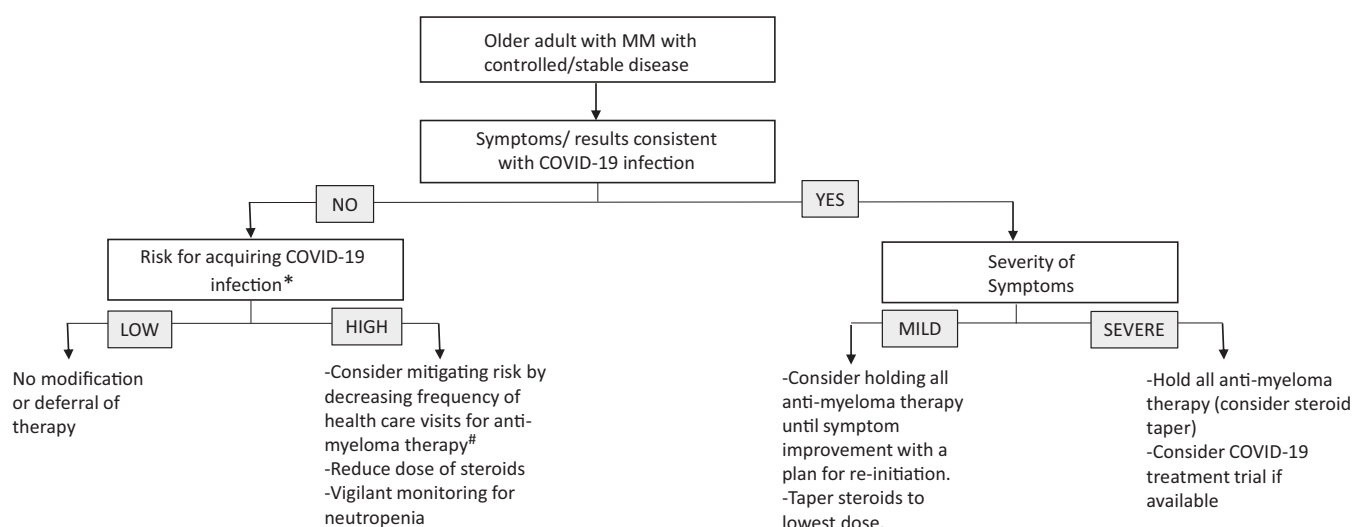 Older adult with MM with
controlled/stable disease
Symptoms/ results consistent
with COVID-19 infection
NO
YES
Risk for acquiring COVID-19
infection*
Severity of
Symptoms
LOW
HIGH
MILD
SEVERE
No modification
or deferral of
therapy
-Consider mitigating risk by
decreasing frequency of
health care visits for anti-
myeloma therapy#
-Reduce dose of steroids
-Vigilant monitoring for
neutropenia
-Consider holding all
anti-myeloma therapy
until symptom
improvement with a
plan for re-initiation.
-Taper steroids to
lowest dose.
-Hold all anti-myeloma
therapy (consider steroid
taper)
-Consider COVID-19
treatment trial if
available